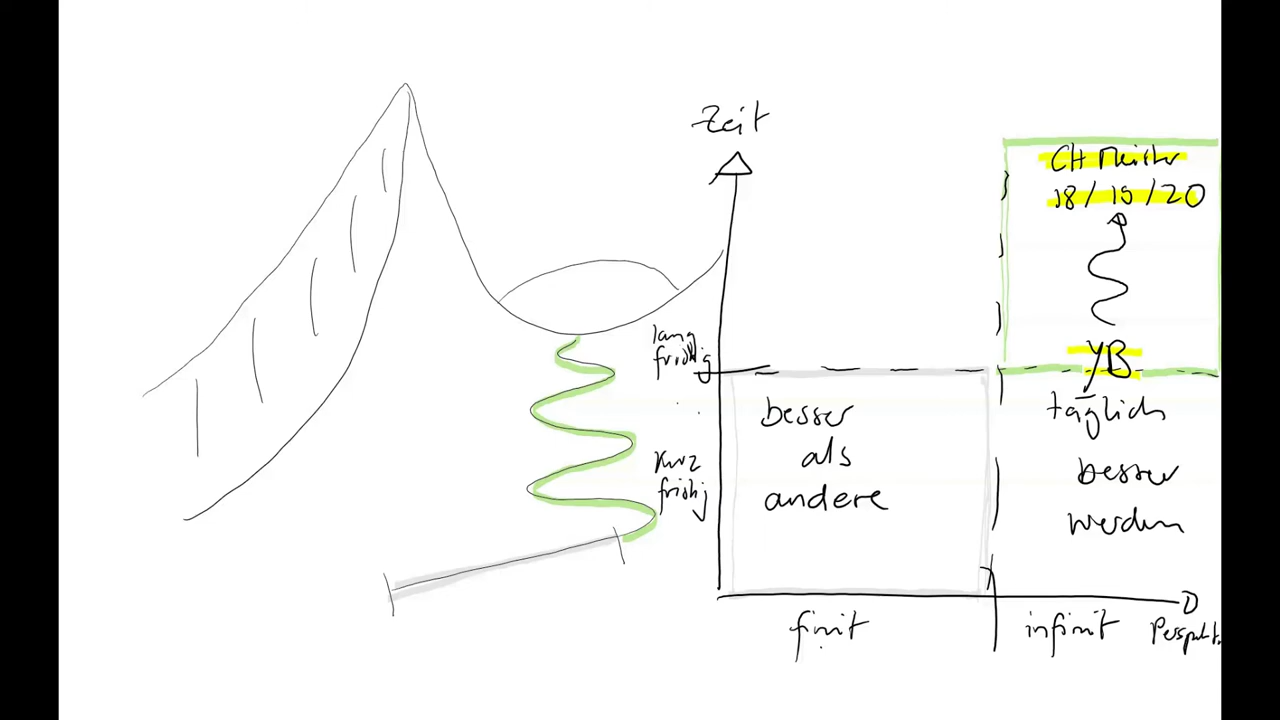 Zeit
CH Meister
18/19/20
YB
lang
fristig
besser
als
andere
täglich
besser
werden
kurz
fristig
finit
infinit
Perspekt.